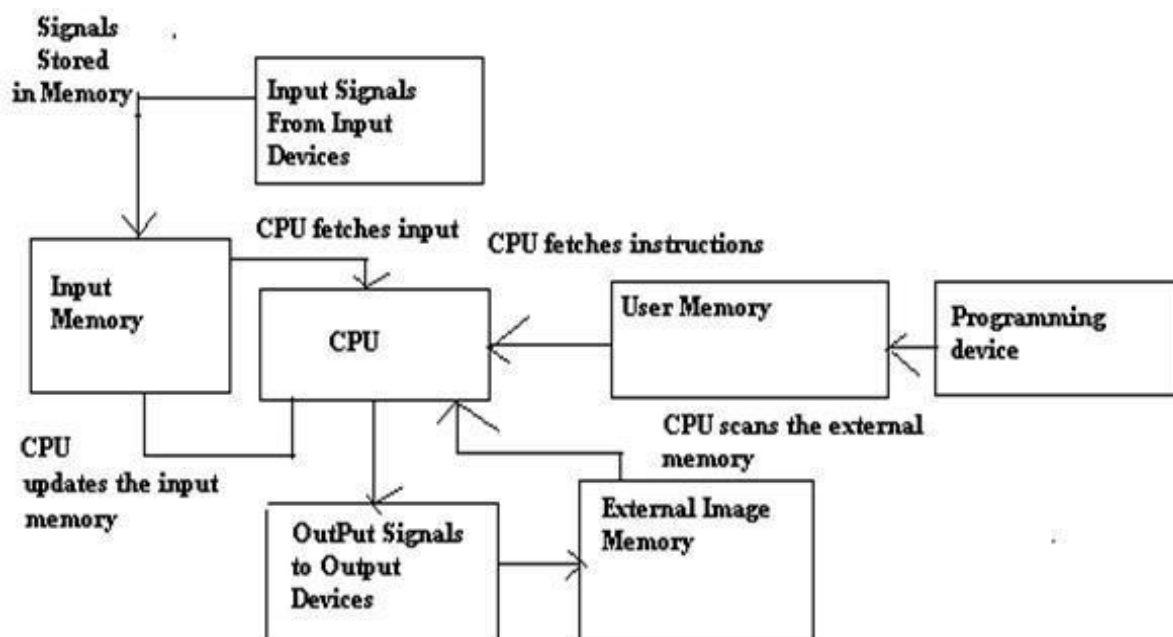 Signals
Stored
in Memory
Input Signals
From Input
Devices
CPU fetches input
CPU fetches instructions
Input
Memory
CPU
User Memory
Programming
device
CPU
updates the input
memory
CPU scans the external
memory
OutPut Signals
to Output
Devices
External Image
Memory